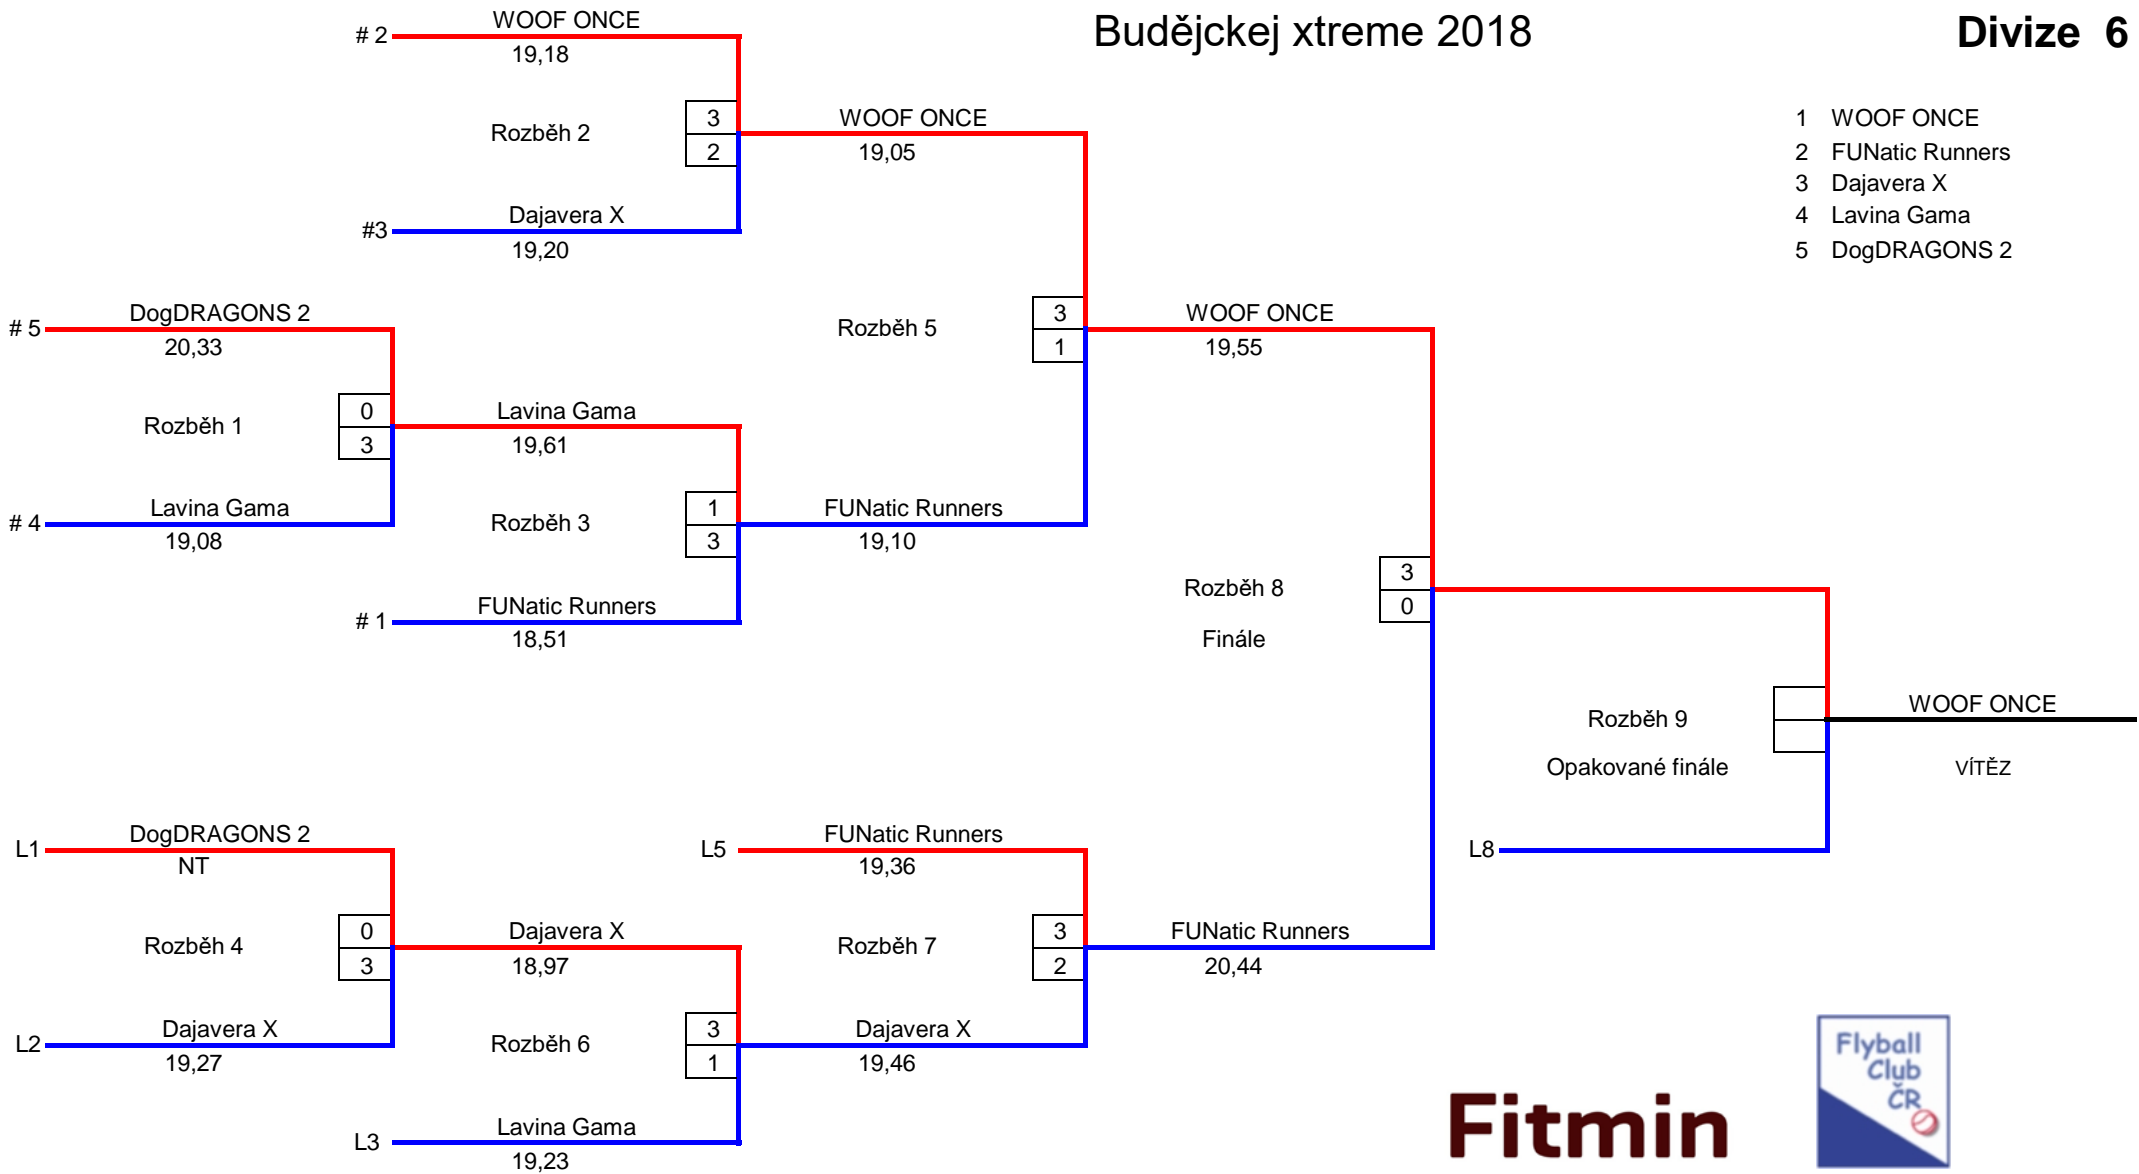 Budějckej xtreme 2018
Divize 6
1 WOOF ONCE
2 FUNatic Runners
3 Dajavera X
4 Lavina Gama
5 DogDRAGONS 2
# 2
WOOF ONCE
19,18
Rozběh 2
3
2
WOOF ONCE
19,05
#3
Dajavera X
19,20
# 5
DogDRAGONS 2
20,33
Rozběh 5
3
1
WOOF ONCE
19,55
Rozběh 1
0
3
Lavina Gama
19,61
# 4
Lavina Gama
19,08
Rozběh 3
1
3
FUNatic Runners
19,10
# 1
FUNatic Runners
18,51
Rozběh 8
3
0
Finále
Rozběh 9
Opakované finále
WOOF ONCE
VÍTĚZ
L1
DogDRAGONS 2
NT
L5
FUNatic Runners
19,36
L8
Rozběh 4
0
3
Dajavera X
18,97
Rozběh 7
3
2
FUNatic Runners
20,44
L2
Dajavera X
19,27
Rozběh 6
3
1
Dajavera X
19,46
L3
Lavina Gama
19,23
Fitmin
Flyball
Club
ČR